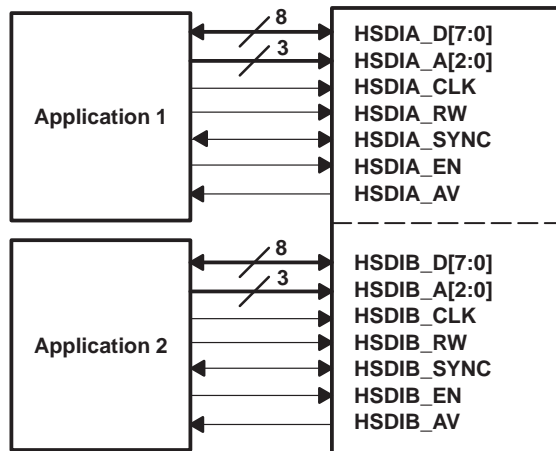 8
HSDIA_D[7:0]
3
HSDIA_A[2:0]
HSDIA_CLK
Application 1
HSDIA_RW
HSDIA_SYNC
HSDIA_EN
HSDIA_AV
8
HSDIB_D[7:0]
3
HSDIB_A[2:0]
HSDIB_CLK
Application 2
HSDIB_RW
HSDIB_SYNC
HSDIB_EN
HSDIB_AV